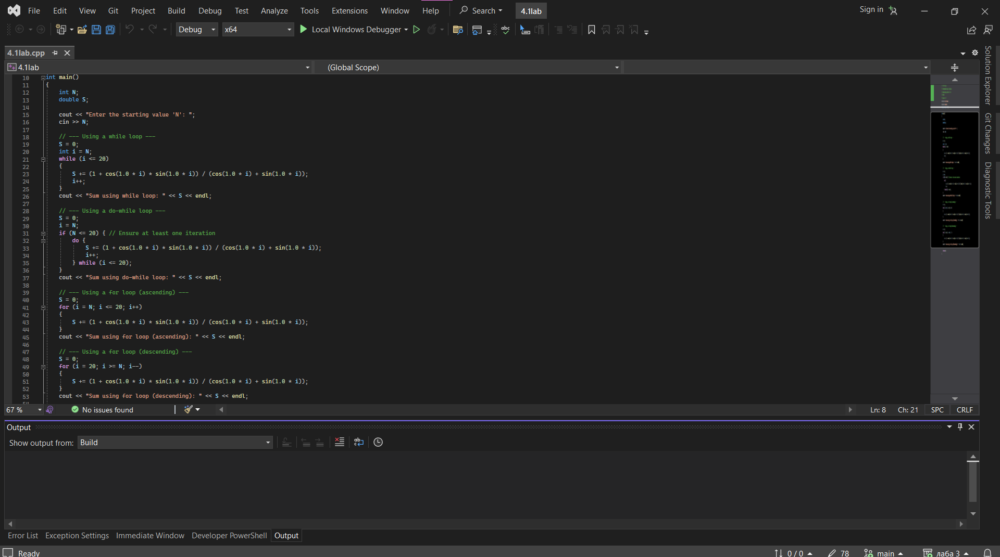 File Edit View Git Project Build Debug Test Analyze Tools Extensions Window Help Search 4.1lab Sign in
Debug x64 Local Windows Debugger
4.1lab.cpp
4.1lab (Global Scope)
10 int main()
11 {
12 int N;
13 double S;
14
15 cout << "Enter the starting value 'N': ";
16 cin >> N;
17
18 // --- Using a while loop ---
19 S = 0;
20 int i = N;
21 while (i <= 20)
22 {
23 S += (1 + cos(1.0 * i) * sin(1.0 * i)) / (cos(1.0 * i) + sin(1.0 * i));
24 i++;
25 }
26 cout << "Sum using while loop: " << S << endl;
27
28 // --- Using a do-while loop ---
29 S = 0;
30 i = N;
31 if (N <= 20) { // Ensure at least one iteration
32 do {
33 S += (1 + cos(1.0 * i) * sin(1.0 * i)) / (cos(1.0 * i) + sin(1.0 * i));
34 i++;
35 } while (i <= 20);
36 }
37 cout << "Sum using do-while loop: " << S << endl;
38
39 // --- Using a for loop (ascending) ---
40 S = 0;
41 for (i = N; i <= 20; i++)
42 {
43 S += (1 + cos(1.0 * i) * sin(1.0 * i)) / (cos(1.0 * i) + sin(1.0 * i));
44 }
45 cout << "Sum using for loop (ascending): " << S << endl;
46
47 // --- Using a for loop (descending) ---
48 S = 0;
49 for (i = 20; i >= N; i--)
50 {
51 S += (1 + cos(1.0 * i) * sin(1.0 * i)) / (cos(1.0 * i) + sin(1.0 * i));
52 }
53 cout << "Sum using for loop (descending): " << S << endl;
67 % No issues found Ln: 8 Ch: 21 SPC CRLF
Solution Explorer
Git Changes
Diagnostic Tools
Output
Show output from: Build
Error List Exception Settings Immediate Window Developer PowerShell Output
Ready 0 / 0 78 main лаба 3